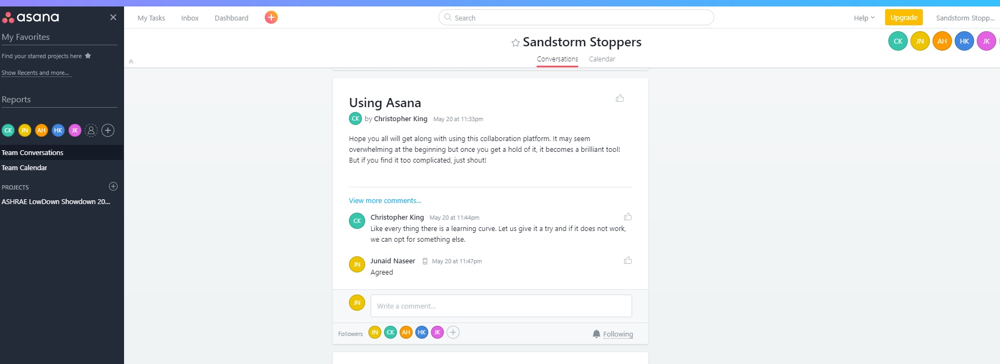 asana
My Tasks
Inbox
Dashboard
Search
Help
Upgrade
Sandstorm Stopp...
My Favorites
Find your starred projects here
Show Recents and more...
Reports
CK JN AH HK JK
Team Conversations
Team Calendar
PROJECTS
ASHRAE LowDown Showdown 20...
Sandstorm Stoppers
Conversations
Calendar
CK JN AH HK JK
Using Asana
CK by Christopher King May 20 at 11:33pm
Hope you all will get along with using this collaboration platform. It may seem
overwhelming at the beginning but once you get a hold of it, it becomes a brilliant tool!
But if you find it too complicated, just shout!
View more comments...
CK Christopher King May 20 at 11:44pm
Like every thing there is a learning curve. Let us give it a try and if it does not work,
we can opt for something else.
JN Junaid Naseer May 20 at 11:47pm
Agreed
JN Write a comment...
Followers JN CK AH HK JK
Following